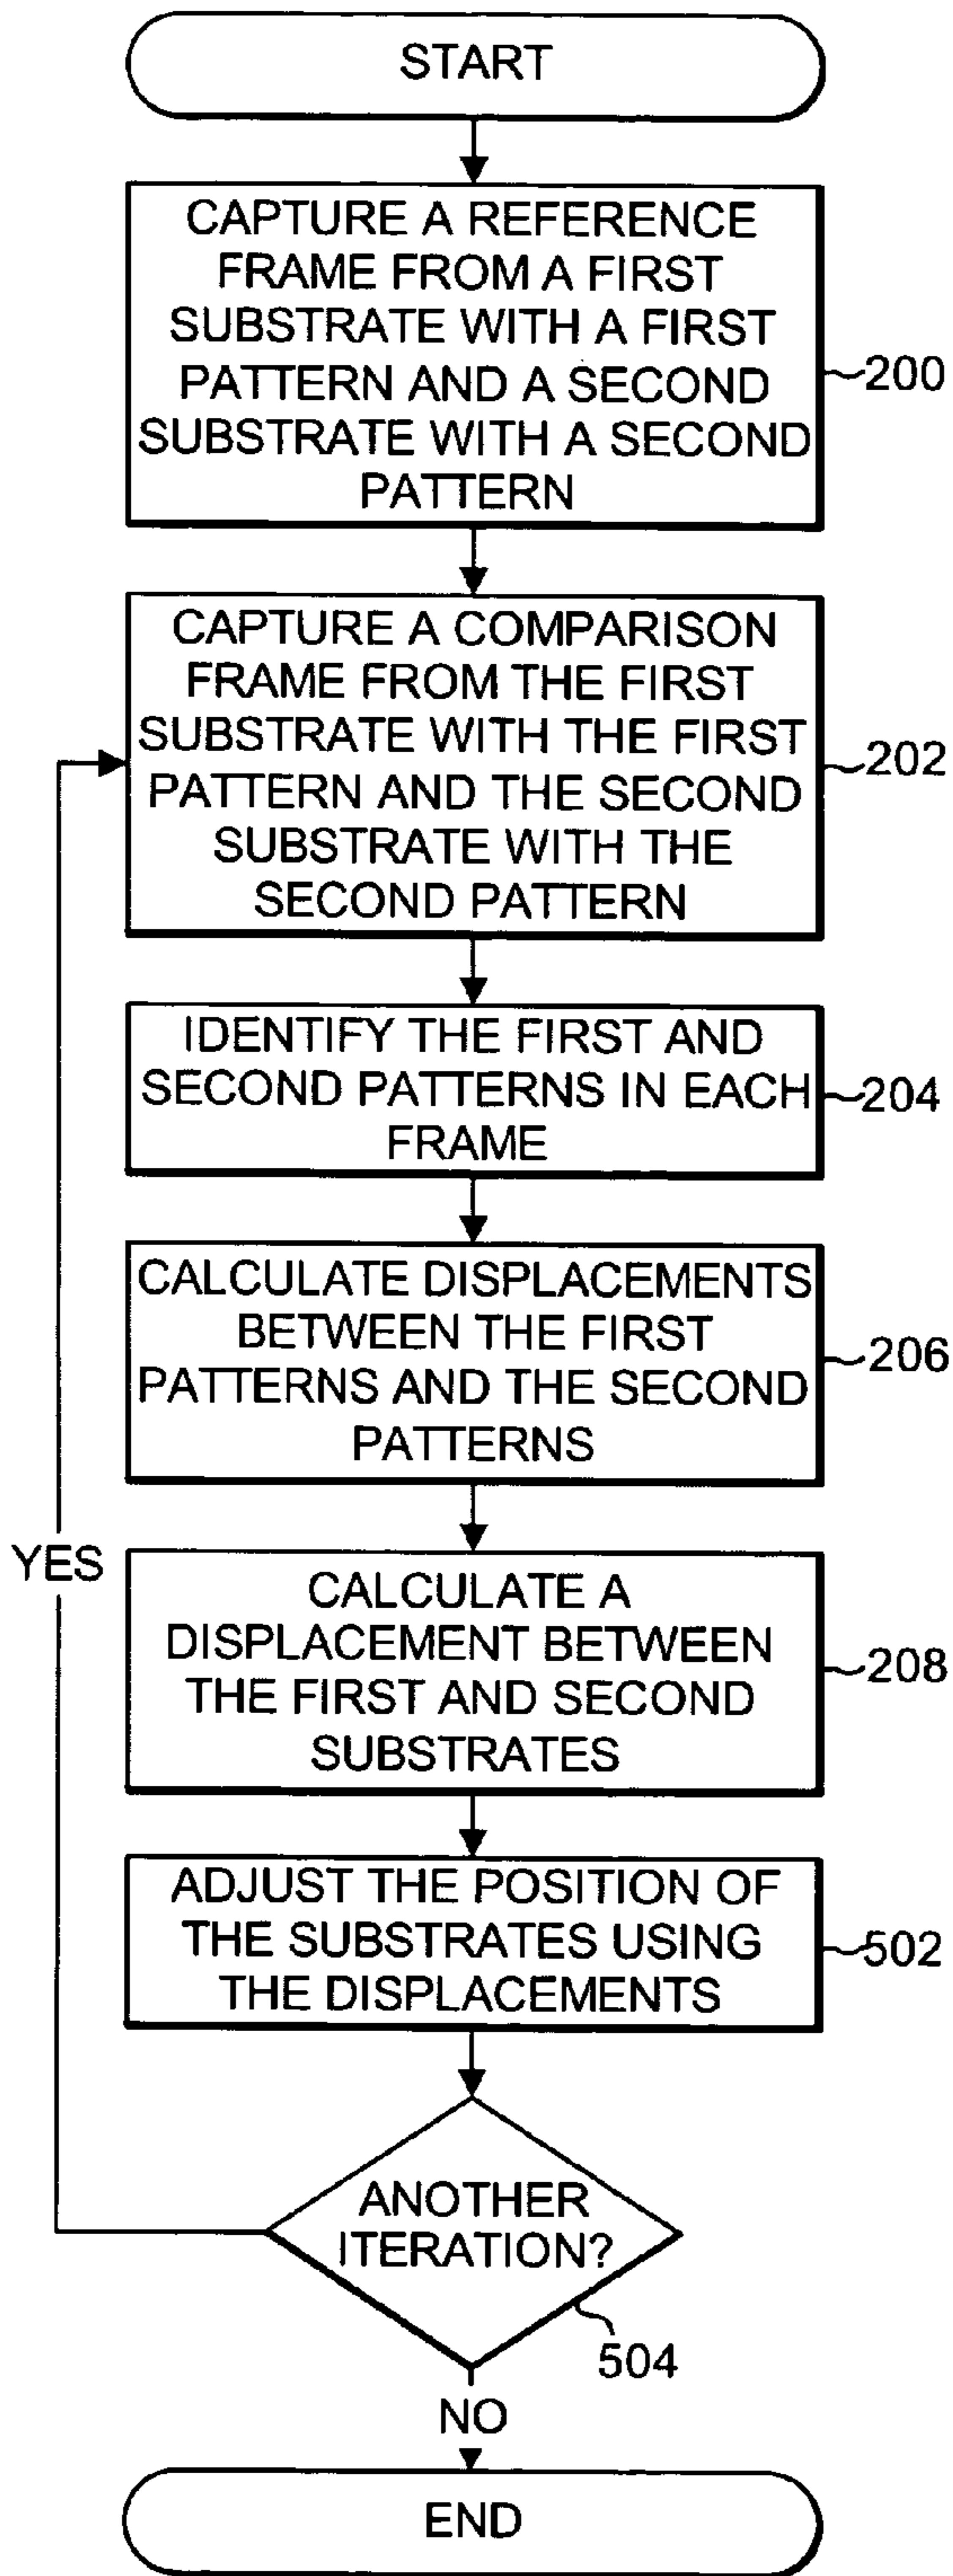 START
CAPTURE A REFERENCE
FRAME FROM A FIRST
SUBSTRATE WITH A FIRST
PATTERN AND A SECOND
SUBSTRATE WITH A SECOND
PATTERN
200
CAPTURE A COMPARISON
FRAME FROM THE FIRST
SUBSTRATE WITH THE FIRST
PATTERN AND THE SECOND
SUBSTRATE WITH THE
SECOND PATTERN
202
IDENTIFY THE FIRST AND
SECOND PATTERNS IN EACH
FRAME
204
CALCULATE DISPLACEMENTS
BETWEEN THE FIRST
PATTERNS AND THE SECOND
PATTERNS
206
YES
CALCULATE A
DISPLACEMENT BETWEEN
THE FIRST AND SECOND
SUBSTRATES
208
ADJUST THE POSITION OF
THE SUBSTRATES USING
THE DISPLACEMENTS
502
ANOTHER
ITERATION?
504
NO
END